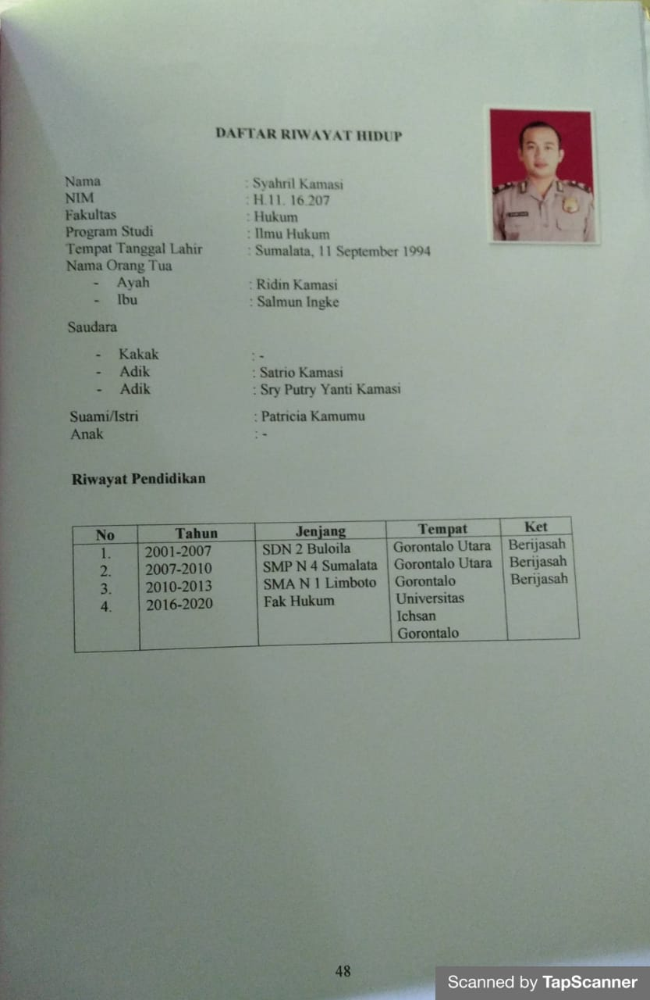 DAFTAR RIWAYAT HIDUP
Nama : Syahril Kamasi
NIM : H.11. 16.207
Fakultas : Hukum
Program Studi : Ilmu Hukum
Tempat Tanggal Lahir : Sumalata, 11 September 1994
Nama Orang Tua
- Ayah : Ridin Kamasi
- Ibu : Salmun Ingke
Saudara
- Kakak : -
- Adik : Satrio Kamasi
- Adik : Sry Putry Yanti Kamasi
Suami/Istri : Patricia Kamumu
Anak : -
Riwayat Pendidikan
No Tahun Jenjang Tempat Ket
1. 2001-2007 SDN 2 Buloila Gorontalo Utara Berijasah
2. 2007-2010 SMP N 4 Sumalata Gorontalo Utara Berijasah
3. 2010-2013 SMA N 1 Limboto Gorontalo Berijasah
4. 2016-2020 Fak Hukum Universitas
Ichsan
Gorontalo
48
Scanned by TapScanner